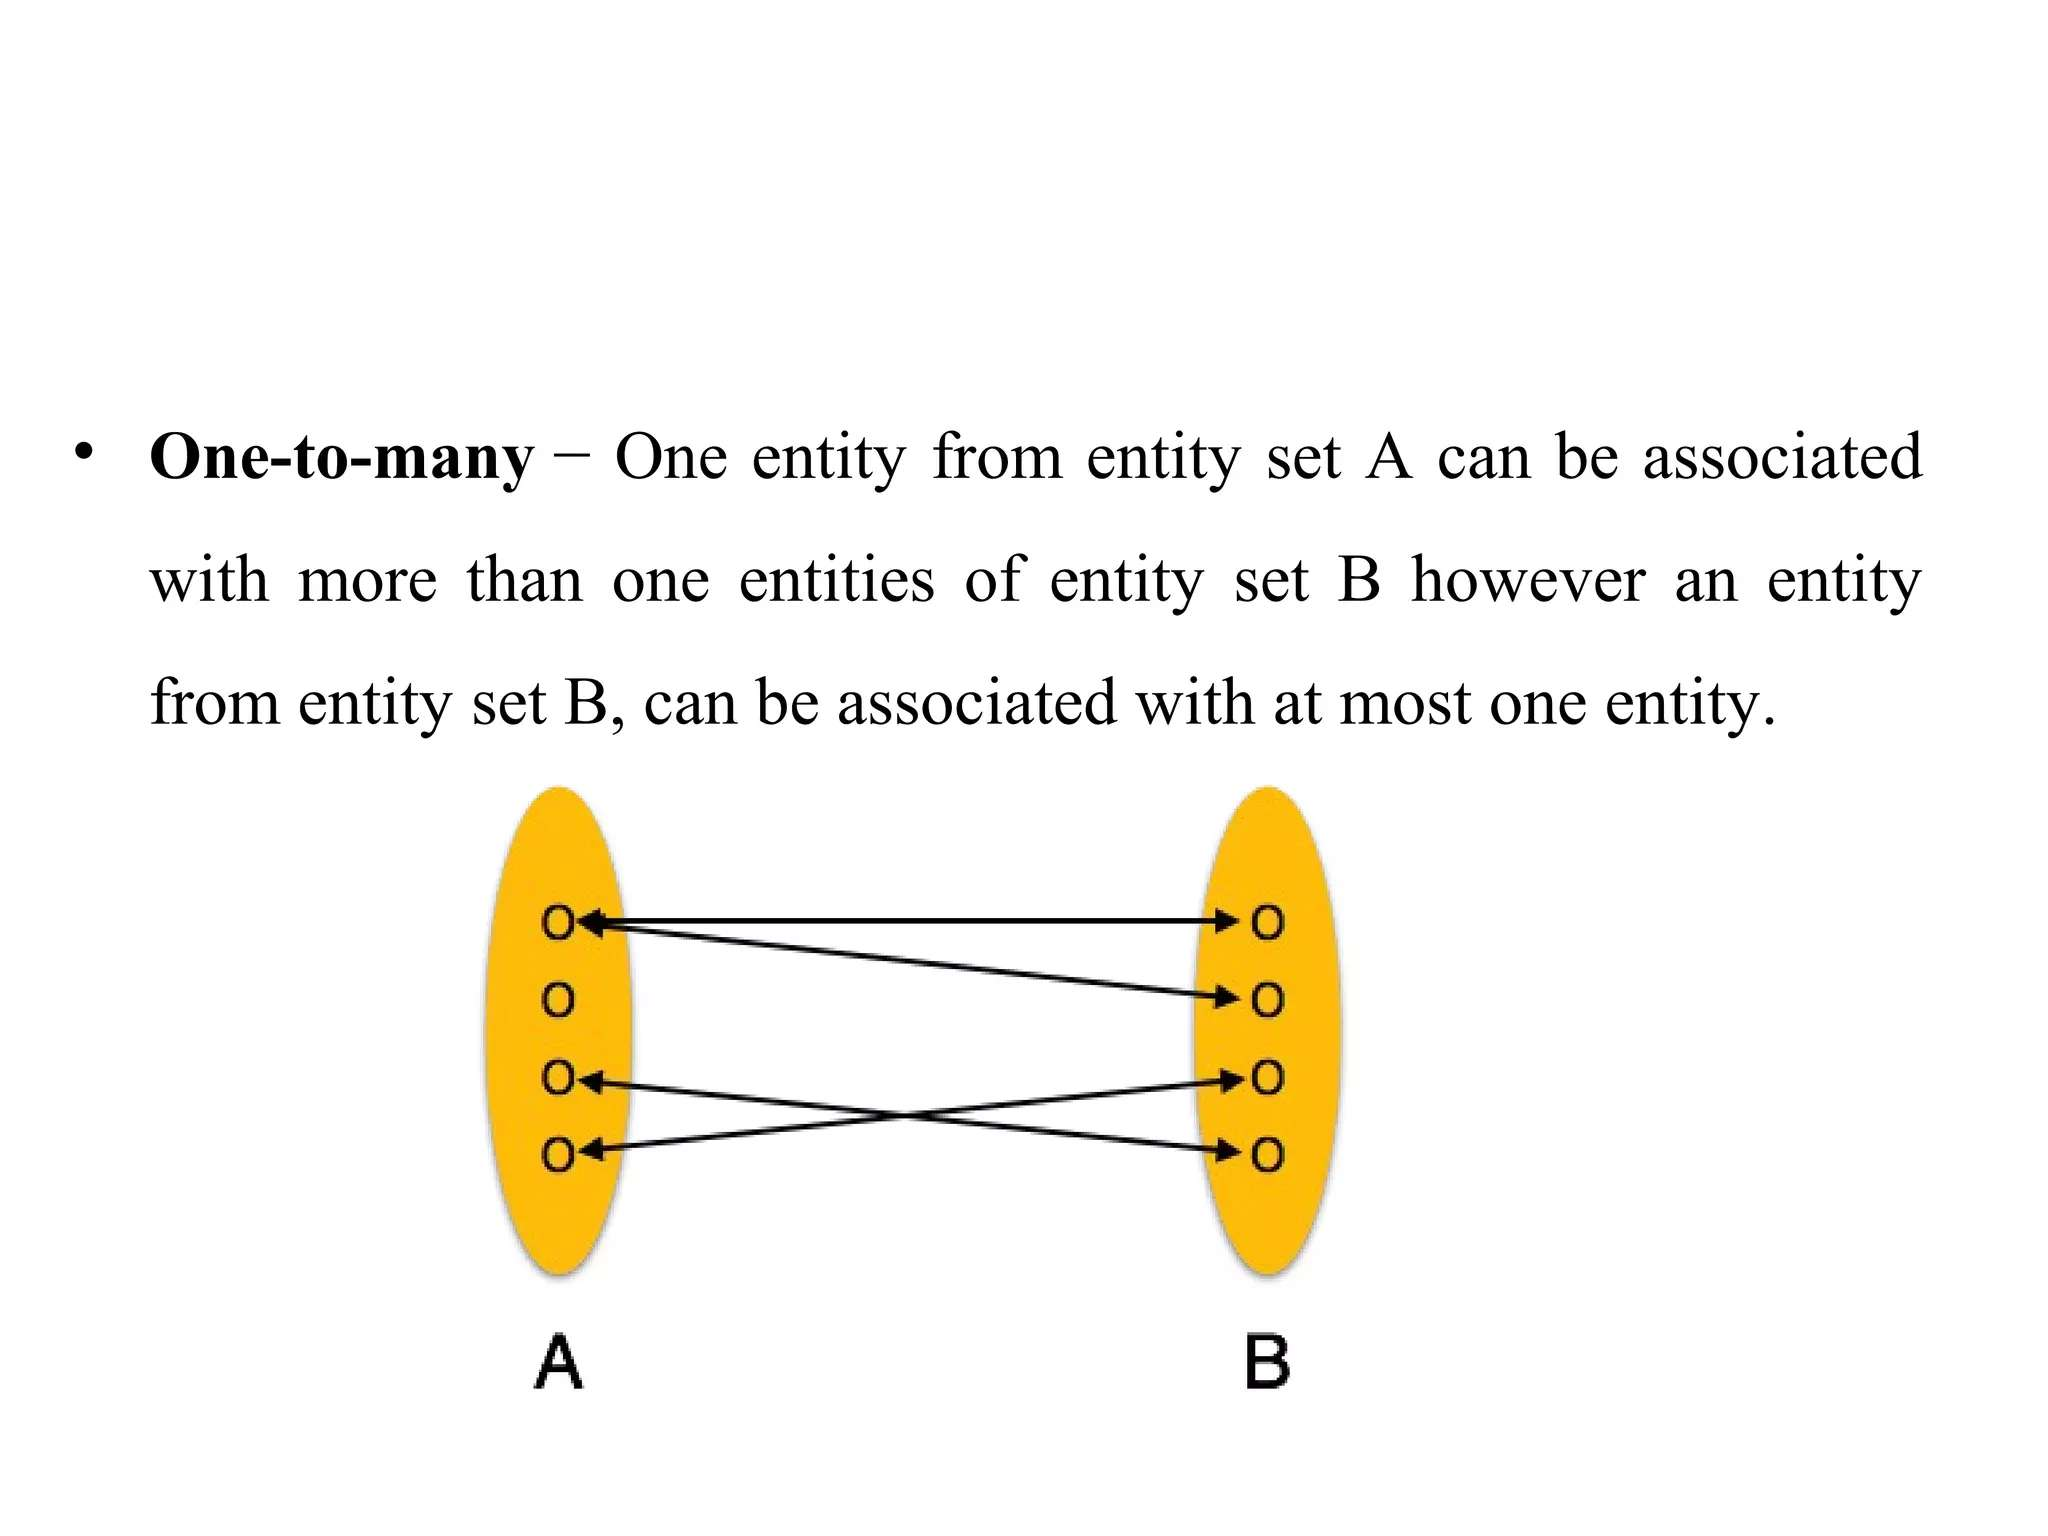 • One-to-many − One entity from entity set A can be associated
with more than one entities of entity set B however an entity
from entity set B, can be associated with at most one entity.
O O
O O
O O
O O
A B